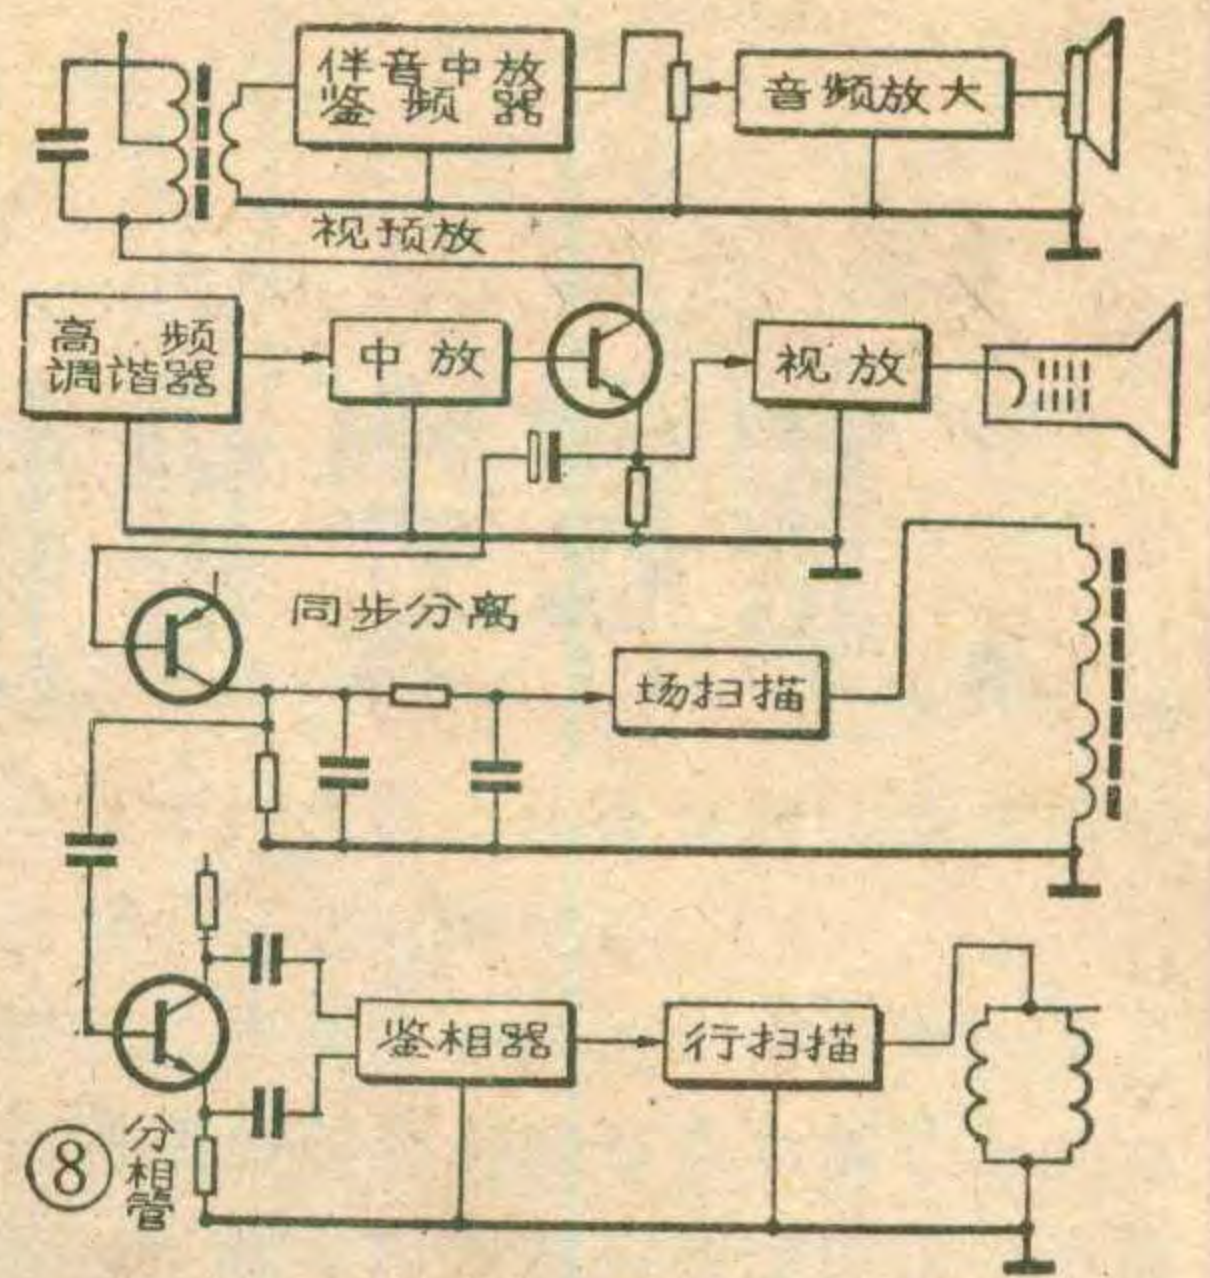 伴音中放
鉴频器
音频放大
视预放
高频
调谐器
中放
视放
同步分离
场扫描
鉴相器
行扫描
⑧
分相管